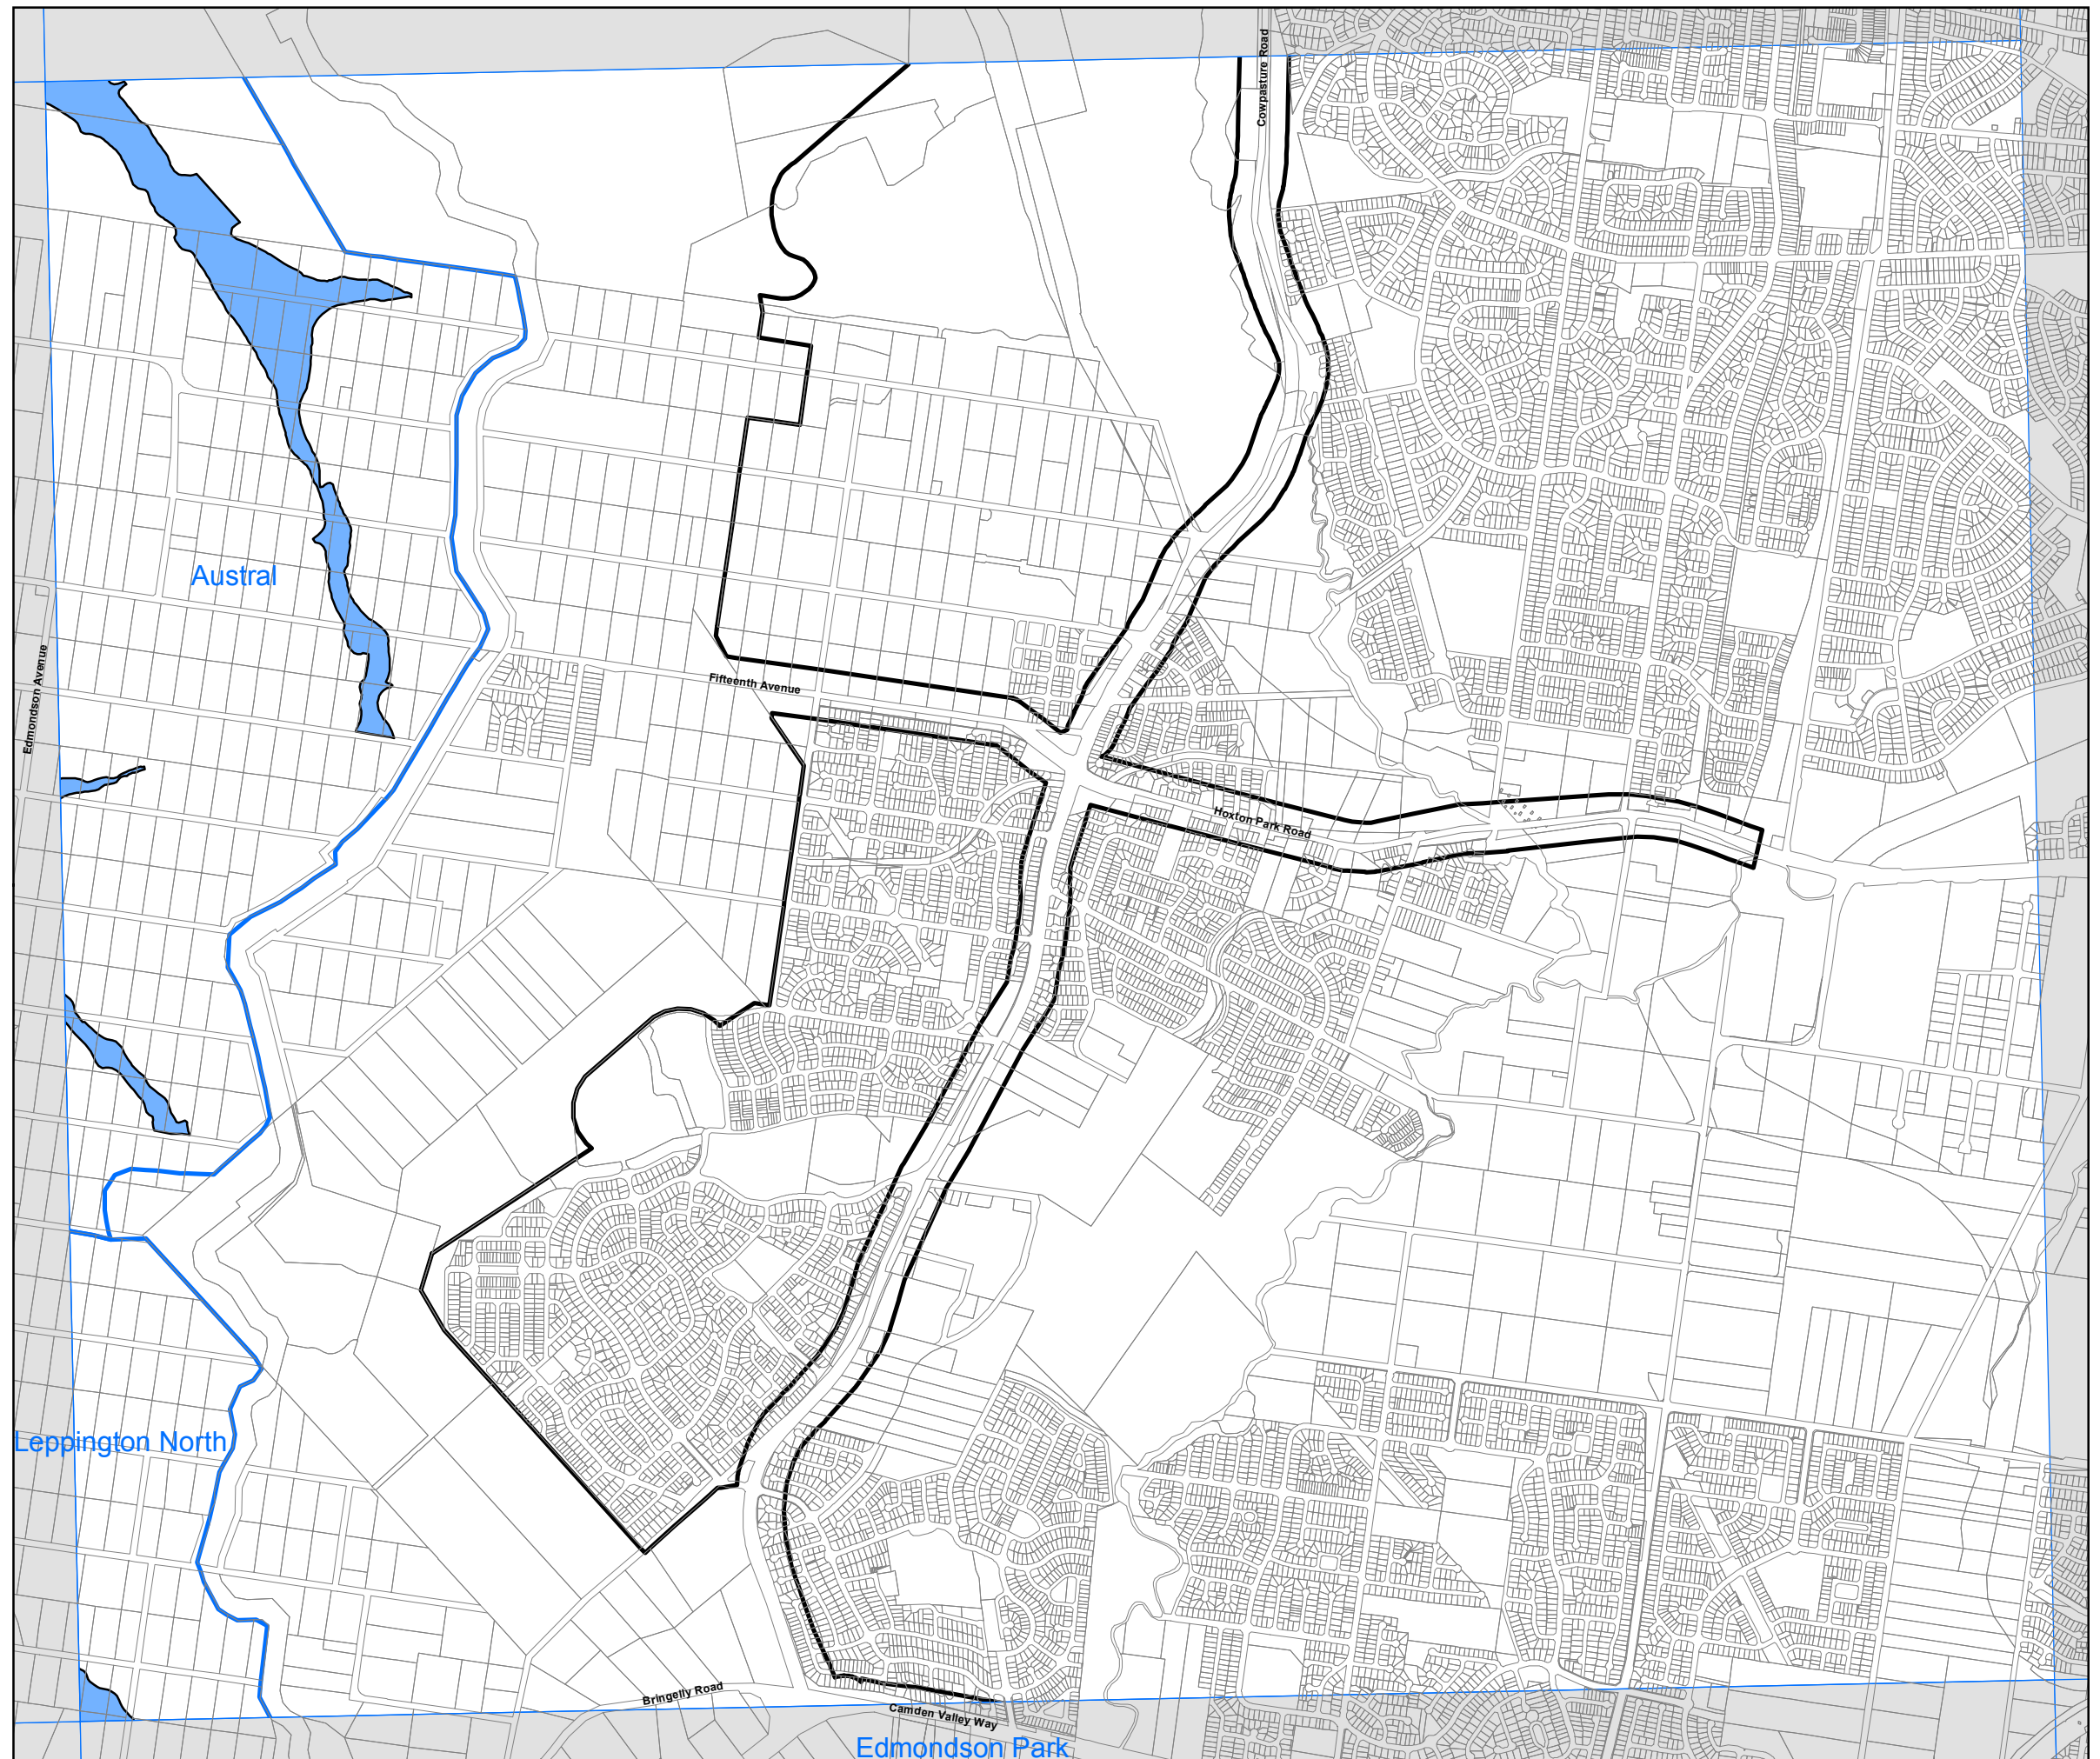 Cowpasture Road
Austral
Edmondson Avenue
Fifteenth Avenue
Hoxton Park Road
Leppington North
Bringelly Road
Camden Valley Way
Edmondson Park